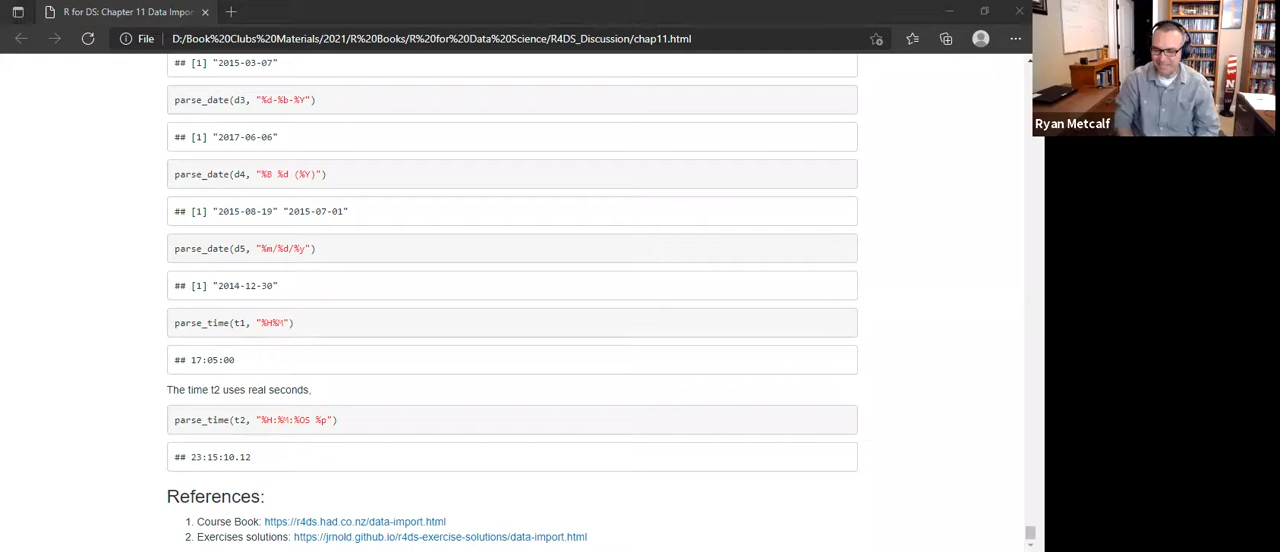 R for DS: Chapter 11 Data Impor
File D:/Book%20Clubs%20Materials/2021/R%20Books/R%20for%20Data%20Science/R4DS_Discussion/chap11.html
## [1] "2015-03-07"
parse_date(d3, "%d-%b-%Y")
## [1] "2017-06-06"
parse_date(d4, "%B %d (%Y)")
## [1] "2015-08-19" "2015-07-01"
parse_date(d5, "%m/%d/%y")
## [1] "2014-12-30"
parse_time(t1, "%H%M")
## 17:05:00
The time t2 uses real seconds,
parse_time(t2, "%H:%M:%OS %p")
## 23:15:10.12
References:
1. Course Book: https://r4ds.had.co.nz/data-import.html
2. Exercises solutions: https://jrnold.github.io/r4ds-exercise-solutions/data-import.html
Ryan Metcalf
N